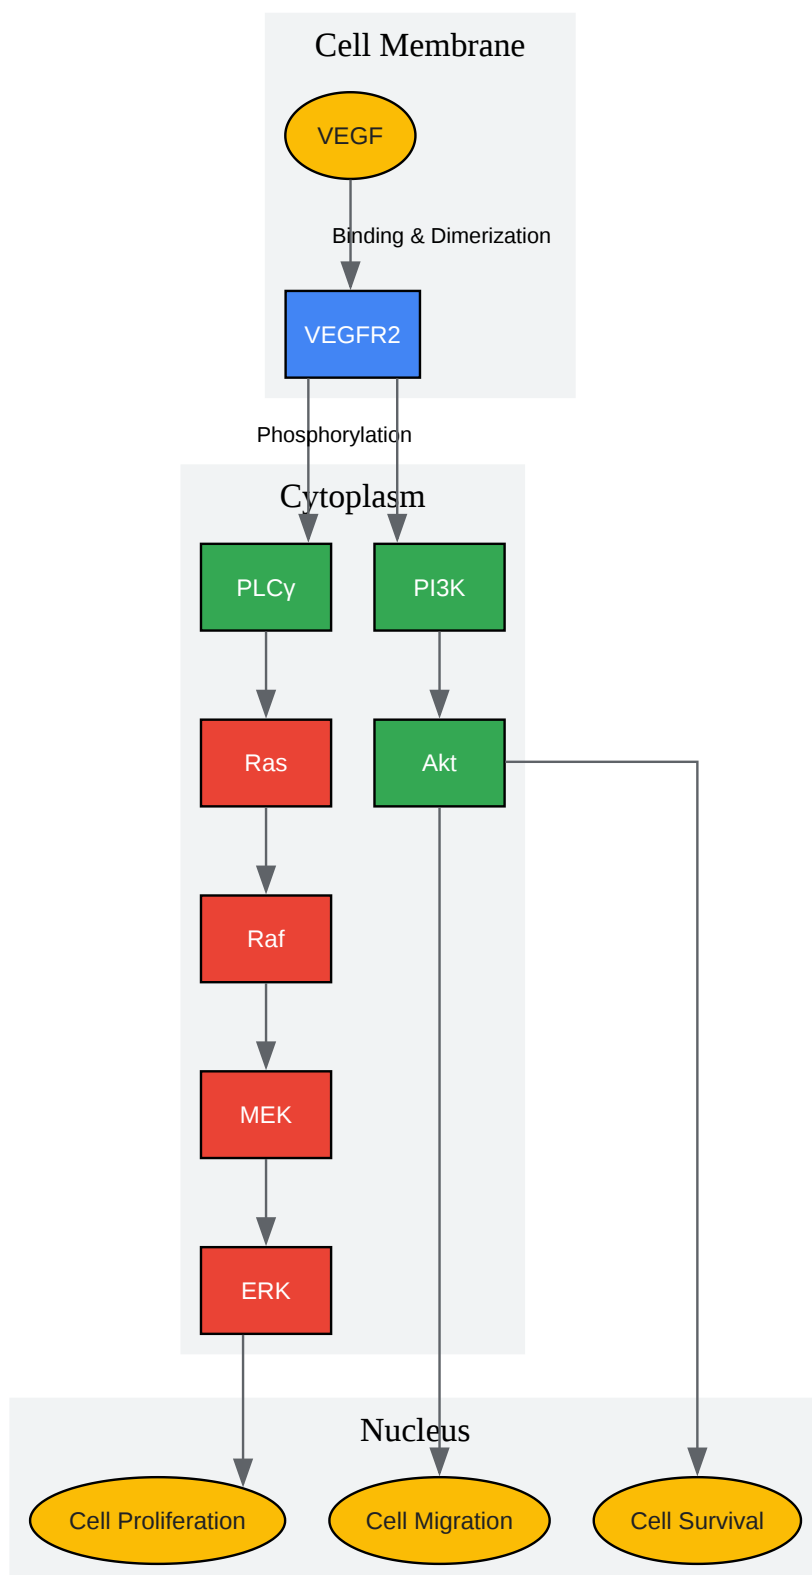 Cell Membrane
VEGF
Binding & Dimerization
VEGFR2
Phosphorylation
Cytoplasm
PLCγ
PI3K
Ras
Akt
Raf
MEK
ERK
Nucleus
Cell Proliferation
Cell Migration
Cell Survival